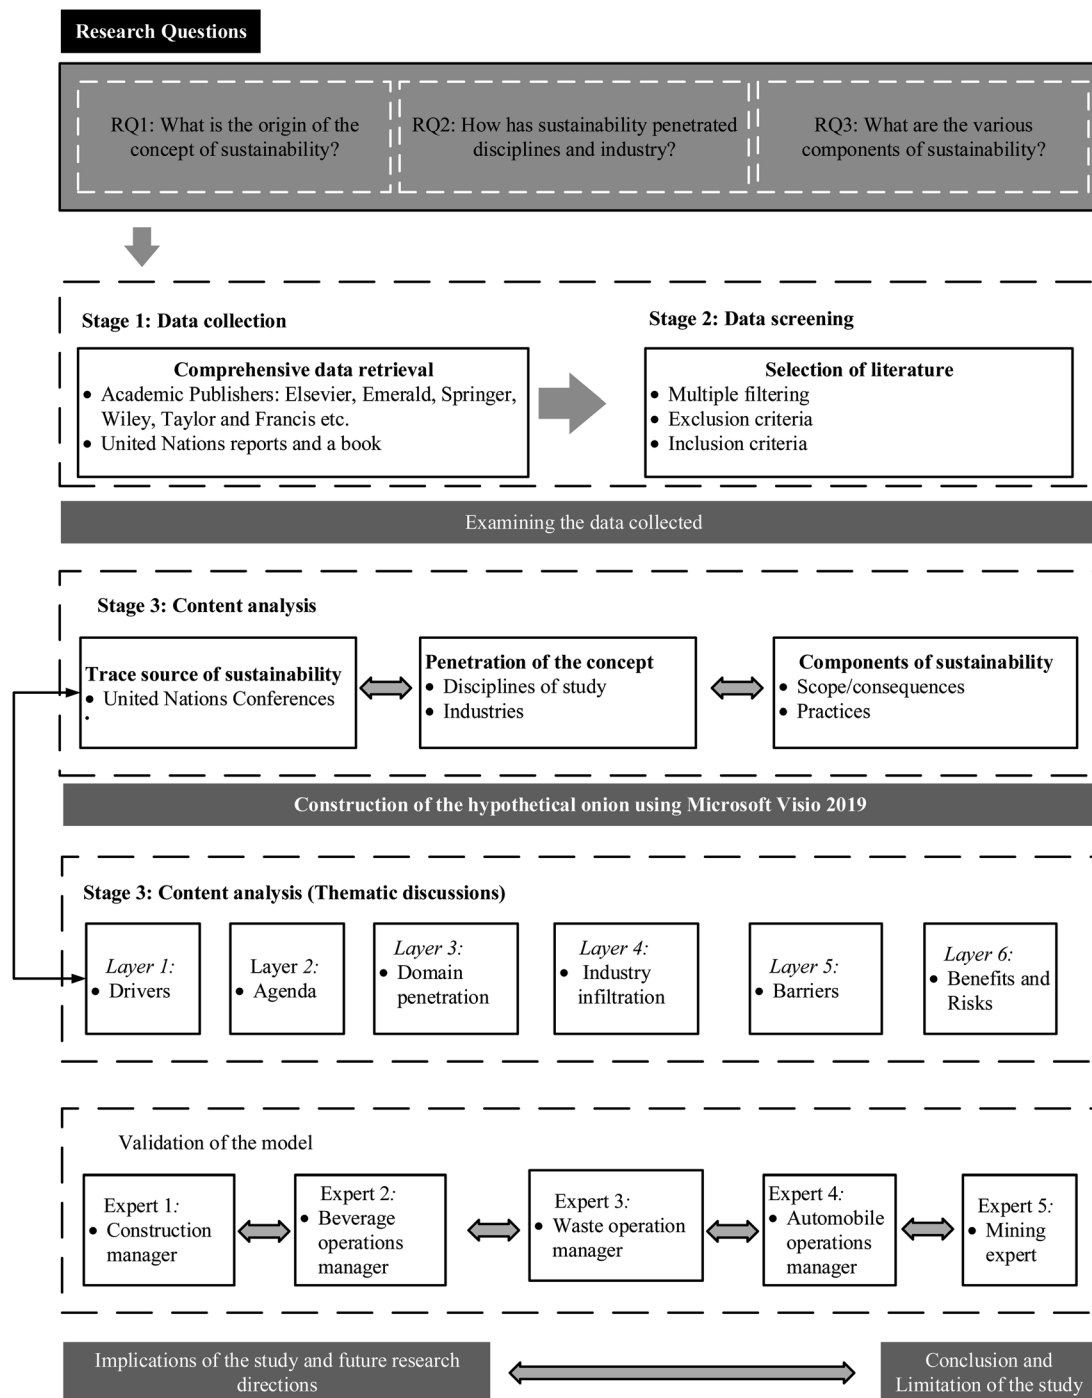 Research Questions
RQ1: What is the origin of the
concept of sustainability?
RQ2: How has sustainability penetrated
disciplines and industry?
RQ3: What are the various
components of sustainability?
Stage 1: Data collection
Comprehensive data retrieval
• Academic Publishers: Elsevier, Emerald, Springer,
Wiley, Taylor and Francis etc.
• United Nations reports and a book
Stage 2: Data screening
Selection of literature
• Multiple filtering
• Exclusion criteria
• Inclusion criteria
Examining the data collected
Stage 3: Content analysis
Trace source of sustainability
• United Nations Conferences
•
Penetration of the concept
• Disciplines of study
• Industries
Components of sustainability
• Scope/consequences
• Practices
Construction of the hypothetical onion using Microsoft Visio 2019
Stage 3: Content analysis (Thematic discussions)
Layer 1:
• Drivers
Layer 2:
• Agenda
Layer 3:
• Domain
penetration
Layer 4:
• Industry
infiltration
Layer 5:
• Barriers
Layer 6:
• Benefits and
Risks
Validation of the model
Expert 1:
• Construction
manager
Expert 2:
• Beverage
operations
manager
Expert 3:
• Waste operation
manager
Expert 4:
• Automobile
operations
manager
Expert 5:
• Mining
expert
Implications of the study and future research
directions
Conclusion and
Limitation of the study